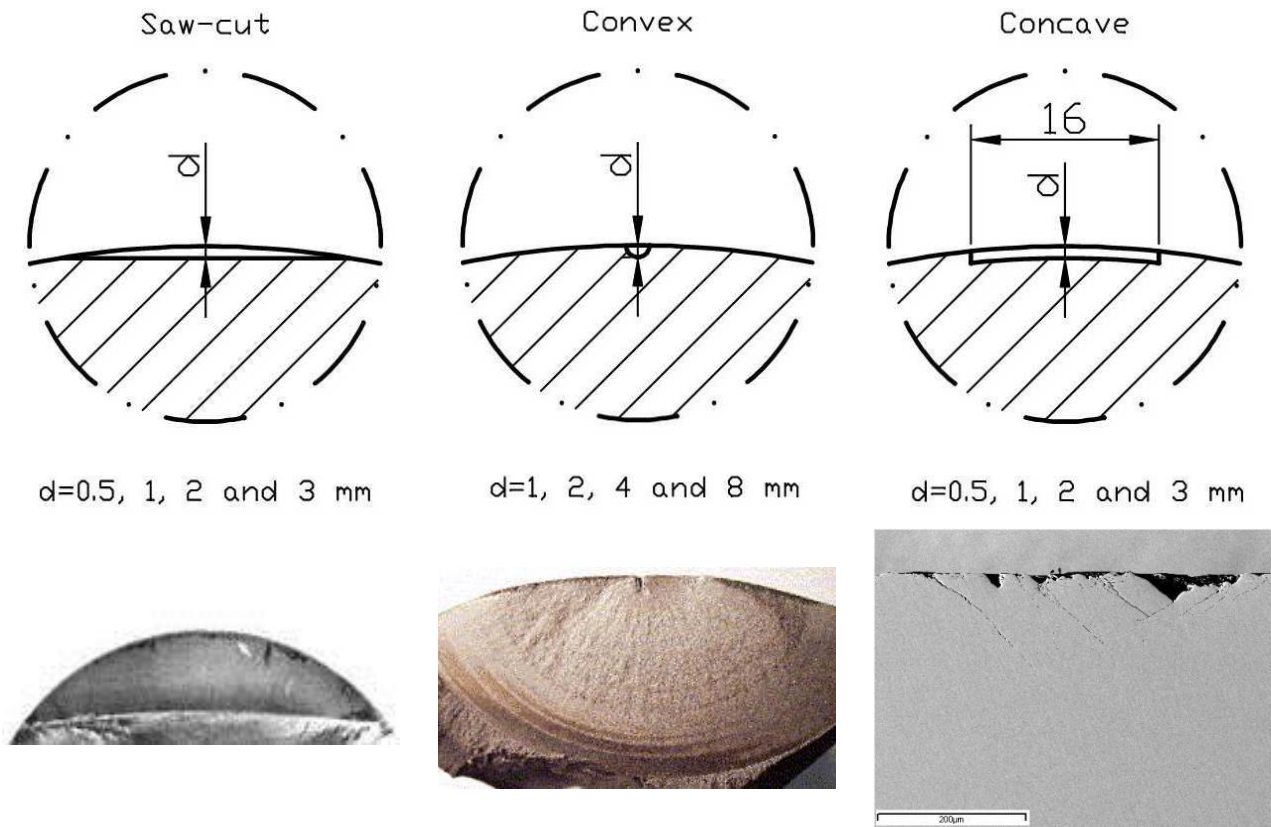 Saw-cut
Convex
Concave
d
d
16
d
d=0.5, 1, 2 and 3 mm
d=1, 2, 4 and 8 mm
d=0.5, 1, 2 and 3 mm
200µm